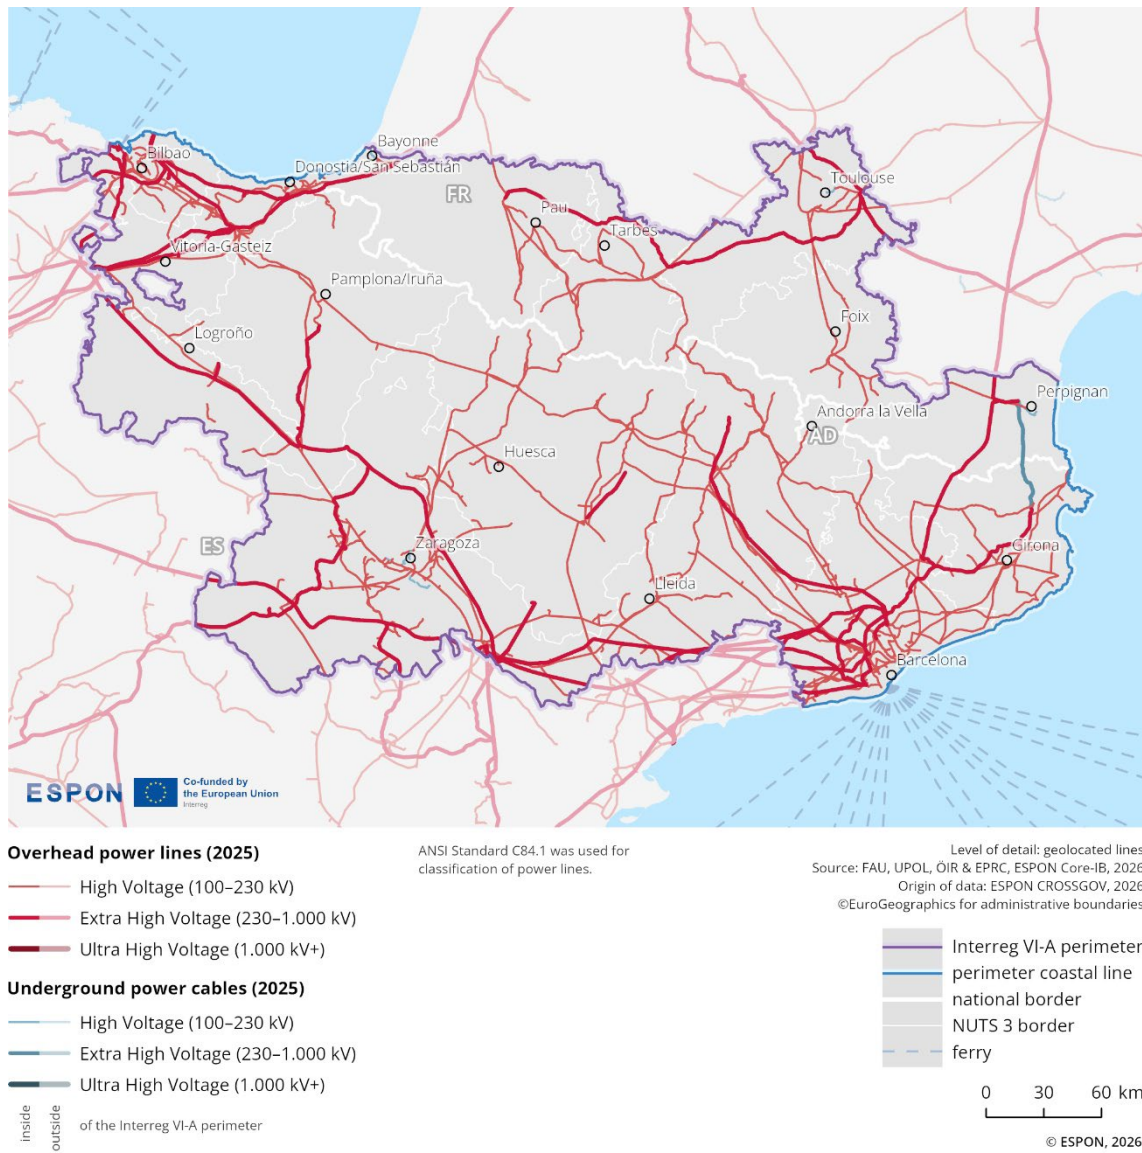 Bayonne
Bilbao
Donostia/San Sebastián
FR
Toulouse
Pau
Tarbes
Vitoria-Gasteiz
Pamplona/Iruña
Logroño
Foix
Perpignan
Andorra la Vella
AD
Huesca
ES
Zaragoza
Girona
Lleida
Barcelona
ESPON
Co-funded by
the European Union
Interreg
Overhead power lines (2025)
High Voltage (100–230 kV)
Extra High Voltage (230–1.000 kV)
Ultra High Voltage (1.000 kV+)
Underground power cables (2025)
High Voltage (100–230 kV)
Extra High Voltage (230–1.000 kV)
Ultra High Voltage (1.000 kV+)
inside
outside
of the Interreg VI-A perimeter
ANSI Standard C84.1 was used for
classification of power lines.
Level of detail: geolocated lines
Source: FAU, UPOL, ÖIR & EPRC, ESPON Core-IB, 2026
Origin of data: ESPON CROSSGOV, 2026
©EuroGeographics for administrative boundaries
Interreg VI-A perimeter
perimeter coastal line
national border
NUTS 3 border
ferry
0 30 60 km
© ESPON, 2026